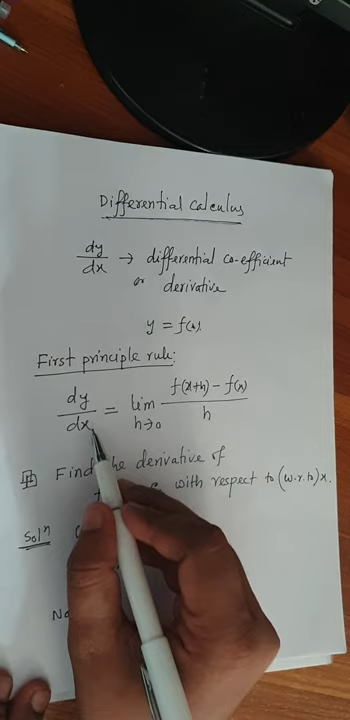 Differential Calculus
dy/dx → differential co-efficient
or derivative
y = f(x)
First principle rule:
dy/dx = lim h→0 f(x+h) - f(x) / h
Find the derivative of
with respect to (w.r.to) x.
Solⁿ
No